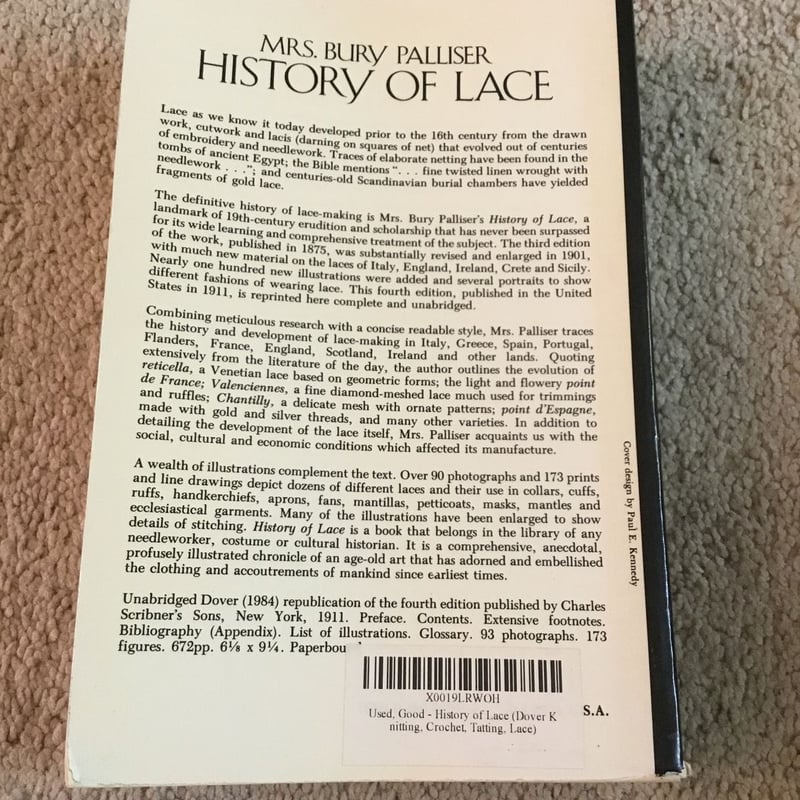 MRS. BURY PALLISER
HISTORY OF LACE
Lace as we know it today developed prior to the 16th century from the drawn
work, cutwork and lacis (darning on squares of net) that evolved out of centuries
of embroidery and needlework. Traces of elaborate netting have been found in the
tombs of ancient Egypt; the Bible mentions “. . . fine twisted linen wrought with
needlework . . .”; and centuries-old Scandinavian burial chambers have yielded
fragments of gold lace.
The definitive history of lace-making is Mrs. Bury Palliser's History of Lace, a
landmark of 19th-century erudition and scholarship that has never been surpassed
for its wide learning and comprehensive treatment of the subject. The third edition
of the work, published in 1875, was substantially revised and enlarged in 1901,
with much new material on the laces of Italy, England, Ireland, Crete and Sicily.
Nearly one hundred new illustrations were added and several portraits to show
different fashions of wearing lace. This fourth edition, published in the United
States in 1911, is reprinted here complete and unabridged.
Combining meticulous research with a concise readable style, Mrs. Palliser traces
the history and development of lace-making in Italy, Greece, Spain, Portugal,
Flanders, France, England, Scotland, Ireland and other lands. Quoting
extensively from the literature of the day, the author outlines the evolution of
reticella, a Venetian lace based on geometric forms; the light and flowery point
de France; Valenciennes, a fine diamond-meshed lace much used for trimmings
and ruffles; Chantilly, a delicate mesh with ornate patterns; point d'Espagne,
made with gold and silver threads, and many other varieties. In addition to
detailing the development of the lace itself, Mrs. Palliser acquaints us with the
social, cultural and economic conditions which affected its manufacture.
A wealth of illustrations complement the text. Over 90 photographs and 173 prints
and line drawings depict dozens of different laces and their use in collars, cuffs,
ruffs, handkerchiefs, aprons, fans, mantillas, petticoats, masks, mantles and
ecclesiastical garments. Many of the illustrations have been enlarged to show
details of stitching. History of Lace is a book that belongs in the library of any
needleworker, costume or cultural historian. It is a comprehensive, anecdotal,
profusely illustrated chronicle of an age-old art that has adorned and embellished
the clothing and accoutrements of mankind since earliest times.
Unabridged Dover (1984) republication of the fourth edition published by Charles
Scribner's Sons, New York, 1911. Preface. Contents. Extensive footnotes.
Bibliography (Appendix). List of illustrations. Glossary. 93 photographs. 173
figures. 672pp. 6⅛ x 9¼. Paperbou
S.A.
X0019LRWOH
Used, Good - History of Lace (Dover K
nitting, Crochet, Tatting, Lace)
Cover design by Paul E. Kennedy